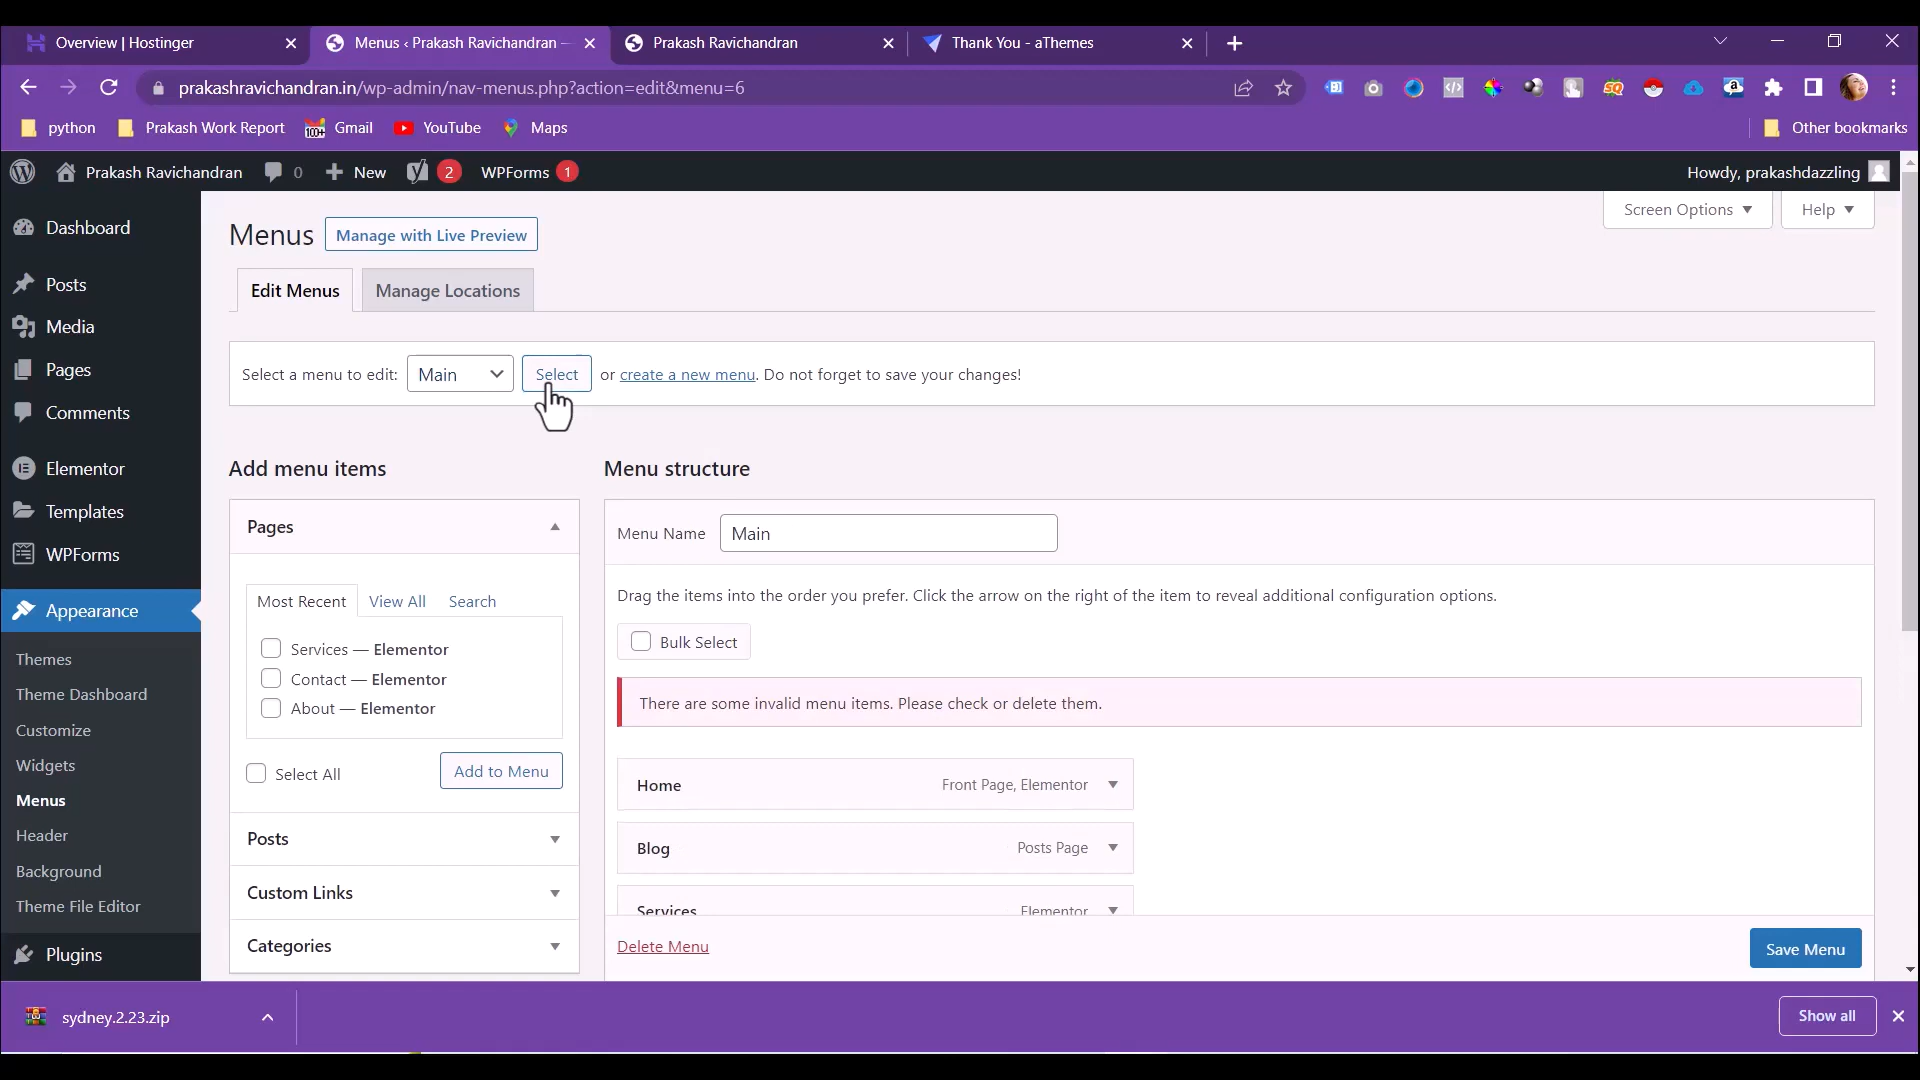 Overview | Hostinger
Menus ‹ Prakash Ravichandran —
Prakash Ravichandran
Thank You - aThemes
prakashravichandran.in/wp-admin/nav-menus.php?action=edit&menu=6
python
Prakash Work Report
Gmail
YouTube
Maps
Other bookmarks
Prakash Ravichandran
0
New
2
WPForms
1
Howdy, prakashdazzling
Dashboard
Posts
Media
Pages
Comments
Elementor
Templates
WPForms
Appearance
Themes
Theme Dashboard
Customize
Widgets
Menus
Header
Background
Theme File Editor
Plugins
Menus
Manage with Live Preview
Screen Options
Help
Edit Menus
Manage Locations
Select a menu to edit: Main Select or create a new menu. Do not forget to save your changes!
Add menu items
Pages
Most Recent View All Search
Services — Elementor
Contact — Elementor
About — Elementor
Select All
Add to Menu
Posts
Custom Links
Categories
Menu structure
Menu Name Main
Drag the items into the order you prefer. Click the arrow on the right of the item to reveal additional configuration options.
Bulk Select
There are some invalid menu items. Please check or delete them.
Home Front Page, Elementor
Blog Posts Page
Services Elementor
Delete Menu
Save Menu
sydney.2.23.zip
Show all